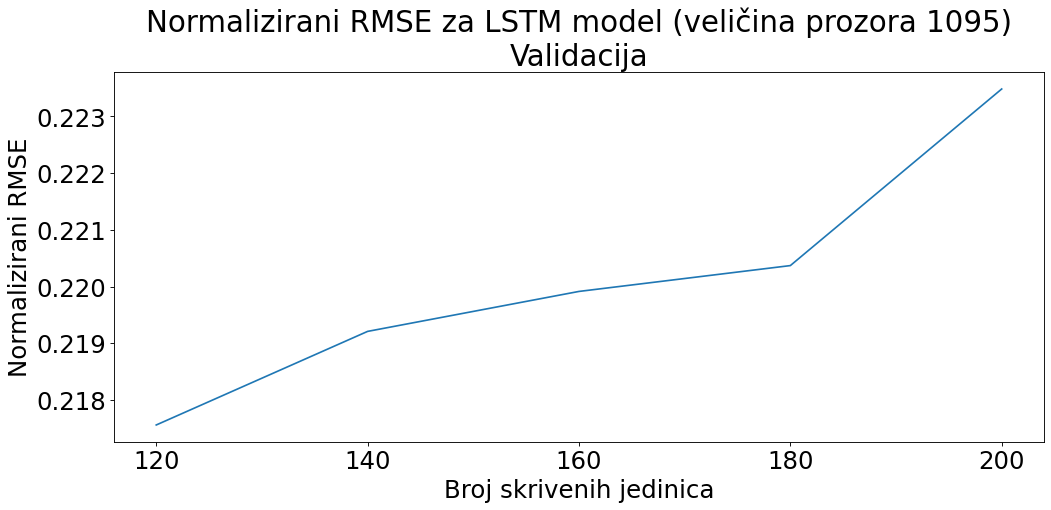 Normalizirani RMSE za LSTM model (veličina prozora 1095)
Validacija
Normalizirani RMSE
0.223
0.222
0.221
0.220
0.219
0.218
120 140 160 180 200
Broj skrivenih jedinica